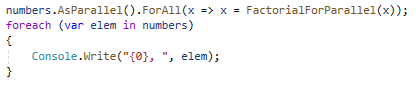 numbers.AsParallel().ForAll(x => x = FactorialForParallel(x));
foreach (var elem in numbers)
{
    Console.Write("{0}, ", elem);
}